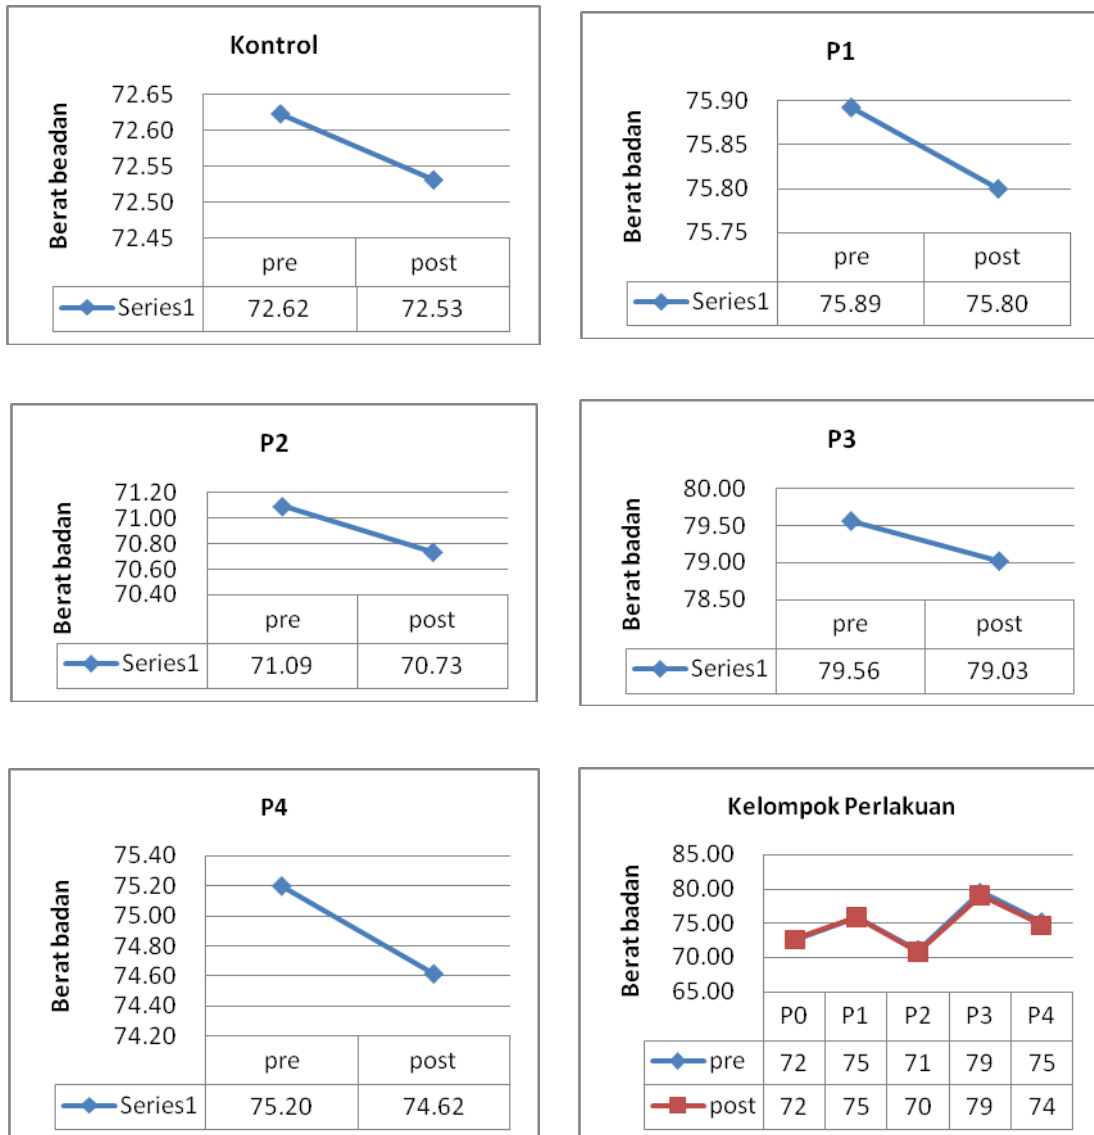 Kontrol
Berat beadan
72.65
72.60
72.55
72.50
72.45
pre post
Series1 72.62 72.53
P1
Berat badan
75.90
75.85
75.80
75.75
pre post
Series1 75.89 75.80
P2
Berat badan
71.20
71.00
70.80
70.60
70.40
pre post
Series1 71.09 70.73
P3
Berat badan
80.00
79.50
79.00
78.50
pre post
Series1 79.56 79.03
P4
Berat badan
75.40
75.20
75.00
74.80
74.60
74.40
74.20
pre post
Series1 75.20 74.62
Kelompok Perlakuan
Berat badan
85.00
80.00
75.00
70.00
65.00
P0 P1 P2 P3 P4
pre 72 75 71 79 75
post 72 75 70 79 74